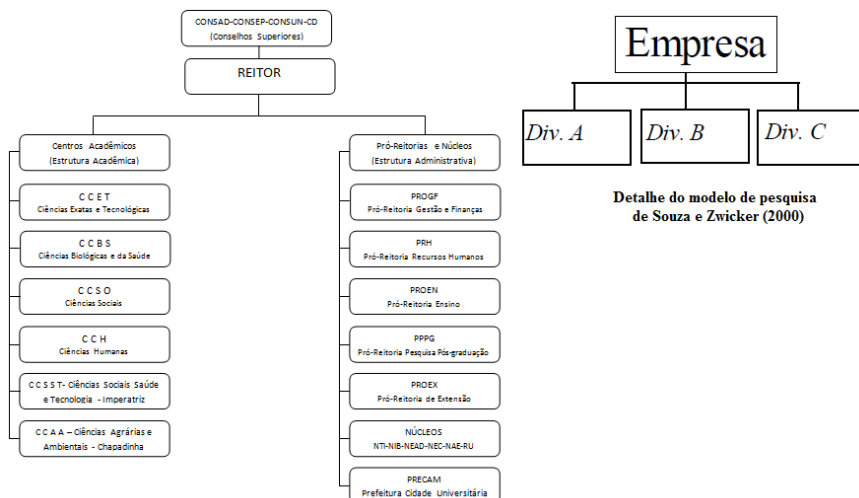 CONSAD-CONSEP-CONSUN-CD
(Conselhos Superiores)
REITOR
Centros Acadêmicos
(Estrutura Acadêmica)
C C E T
Ciências Exatas e Tecnológicas
C C B S
Ciências Biológicas e da Saúde
C C S O
Ciências Sociais
C C H
Ciências Humanas
C C S S T- Ciências Sociais Saúde
e Tecnologia - Imperatriz
C C A A – Ciências Agrárias e
Ambientais - Chapadinha
Pró-Reitorias e Núcleos
(Estrutura Administrativa)
PROGF
Pró-Reitoria Gestão e Finanças
PRH
Pró-Reitoria Recursos Humanos
PROEN
Pró-Reitoria Ensino
PPPG
Pró-Reitoria Pesquisa Pós-graduação
PROEX
Pró-Reitoria de Extensão
NÚCLEOS
NTI-NIB-NEAD-NEC-NAE-RU
PRECAM
Prefeitura Cidade Universitária
Empresa
Div. A
Div. B
Div. C
Detalhe do modelo de pesquisa
de Souza e Zwicker (2000)